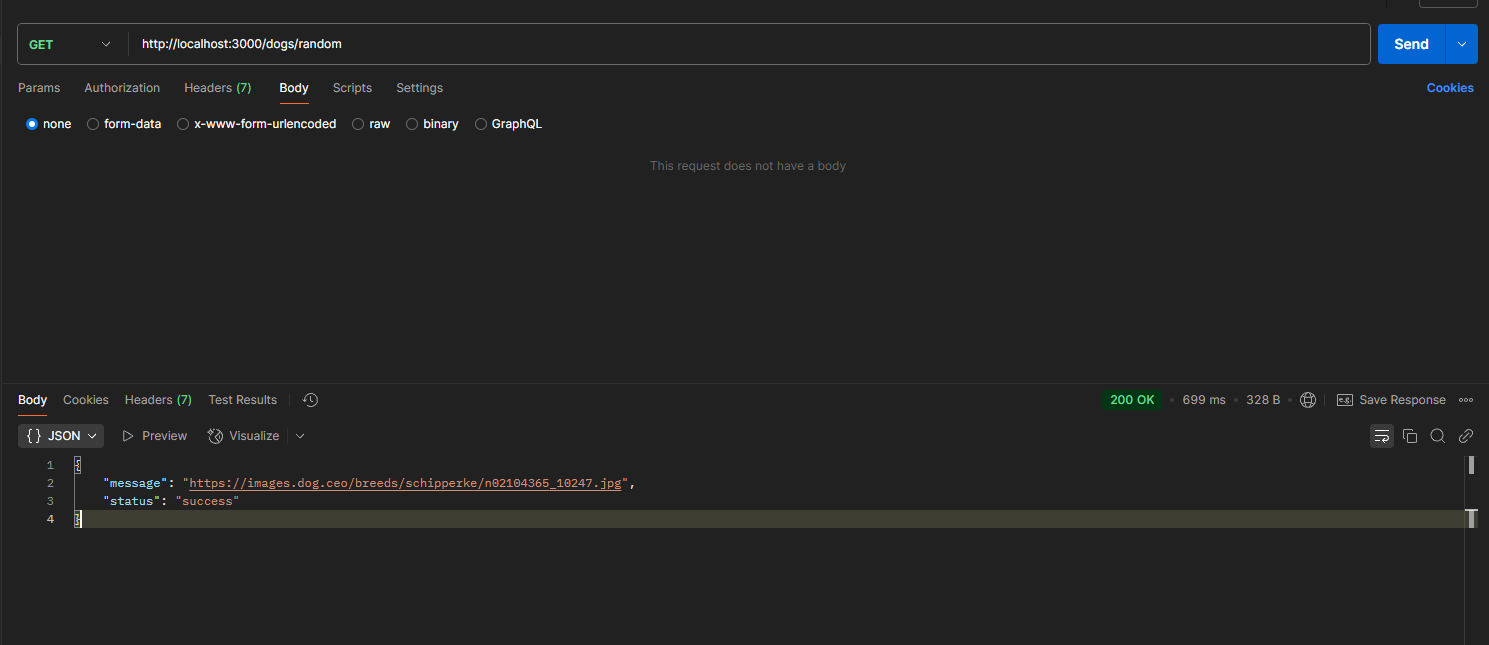 GET http://localhost:3000/dogs/random Send
Params Authorization Headers (7) Body Scripts Settings Cookies
none form-data x-www-form-urlencoded raw binary GraphQL
This request does not have a body
Body Cookies Headers (7) Test Results 200 OK • 699 ms • 328 B • e.g. Save Response
{} JSON Preview Visualize
1 {
2 "message": "https://images.dog.ceo/breeds/schipperke/n02104365_10247.jpg",
3 "status": "success"
4 }